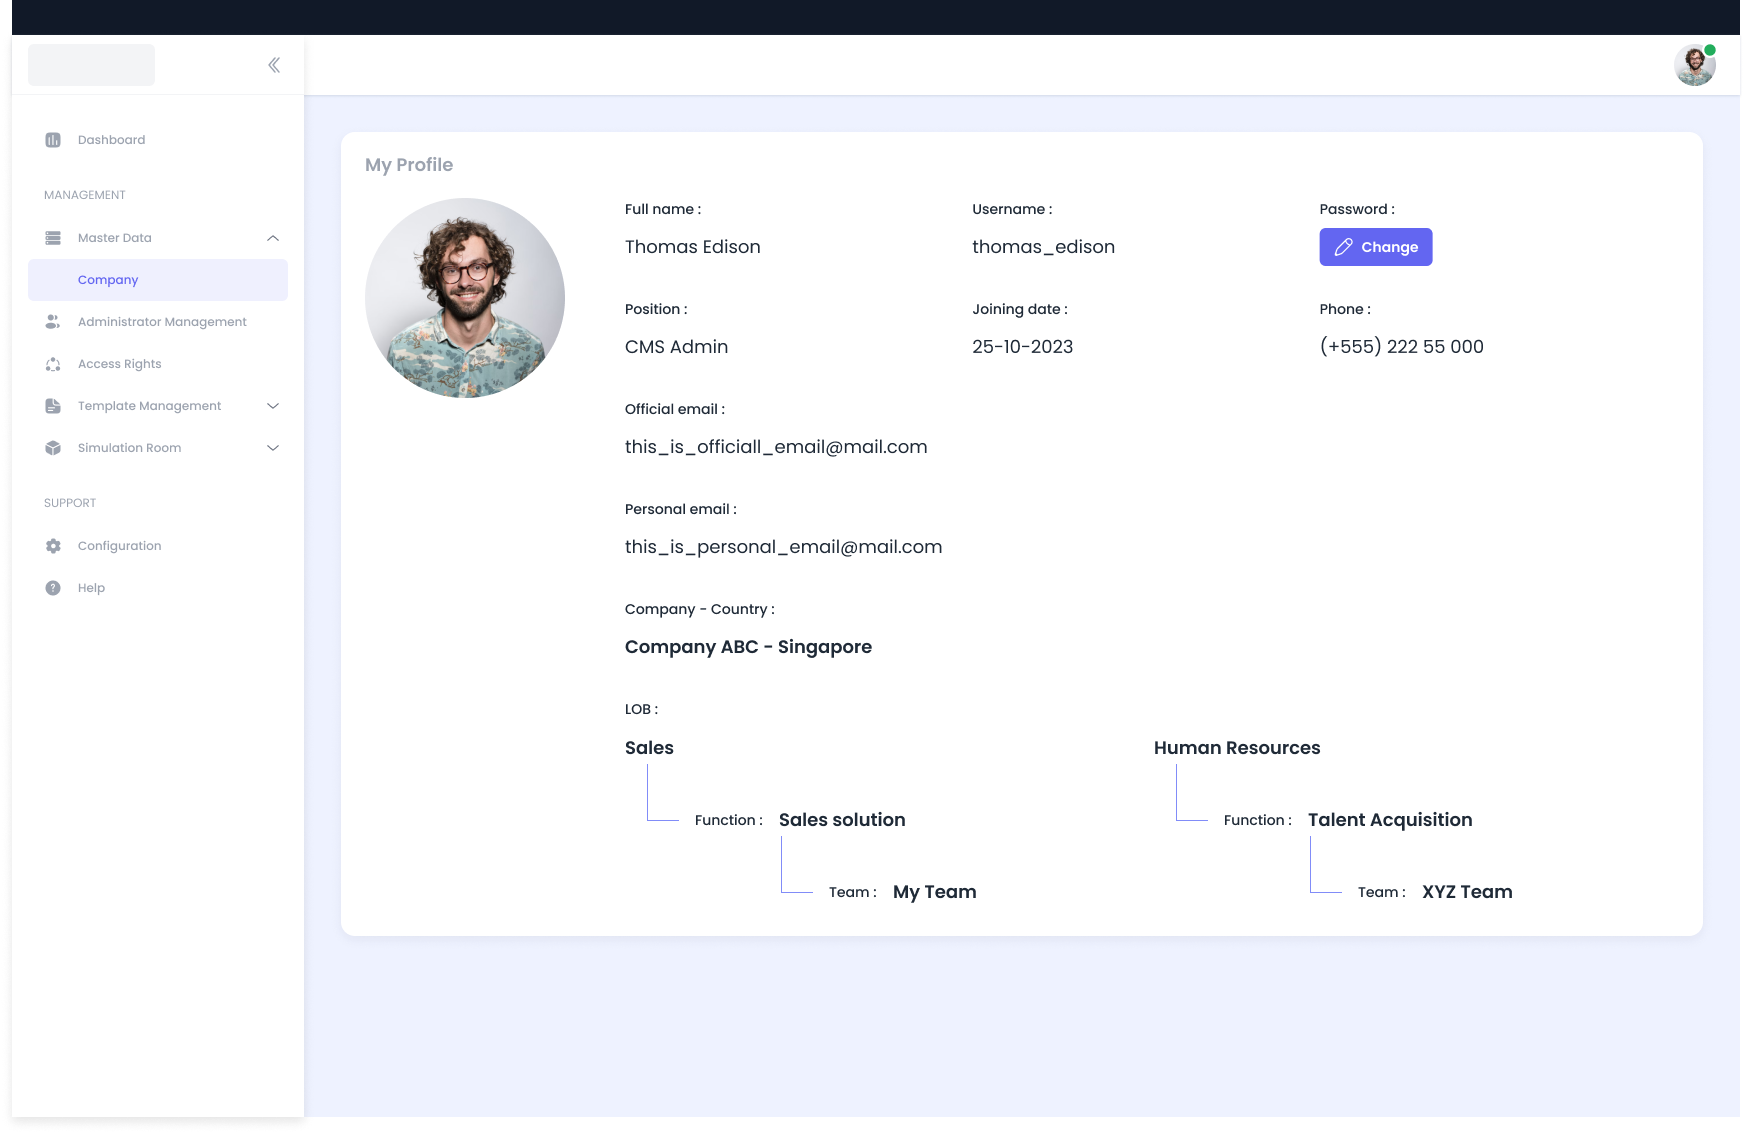 Dashboard
MANAGEMENT
Master Data
Company
Administrator Management
Access Rights
Template Management
Simulation Room
SUPPORT
Configuration
Help
My Profile
Full name :
Thomas Edison
Username :
thomas_edison
Password :
Change
Position :
CMS Admin
Joining date :
25-10-2023
Phone :
(+555) 222 55 000
Official email :
this_is_officiall_email@mail.com
Personal email :
this_is_personal_email@mail.com
Company - Country :
Company ABC - Singapore
LOB :
Sales
Function : Sales solution
Team : My Team
Human Resources
Function : Talent Acquisition
Team : XYZ Team